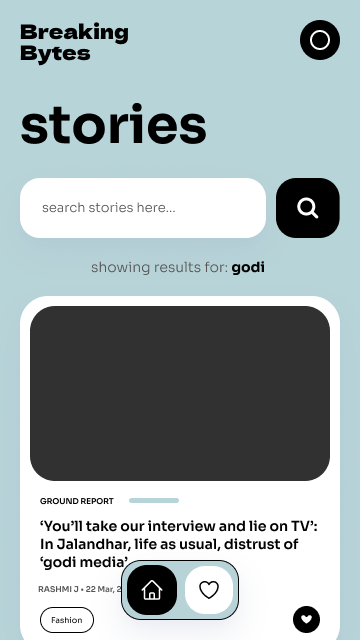 Breaking
Bytes
stories
search stories here...
showing results for: godi
GROUND REPORT
‘You’ll take our interview and lie on TV’:
In Jalandhar, life as usual, distrust of
‘godi media’
RASHMI J • 22 Mar, 2
Fashion